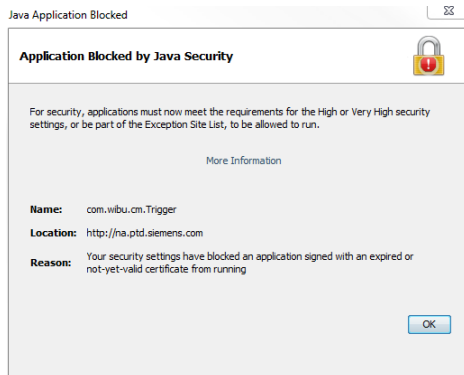 Java Application Blocked
Application Blocked by Java Security
For security, applications must now meet the requirements for the High or Very High security
settings, or be part of the Exception Site List, to be allowed to run.
More Information
Name: com.wibu.cm.Trigger
Location: http://na.ptd.siemens.com
Reason: Your security settings have blocked an application signed with an expired or
not-yet-valid certificate from running
OK